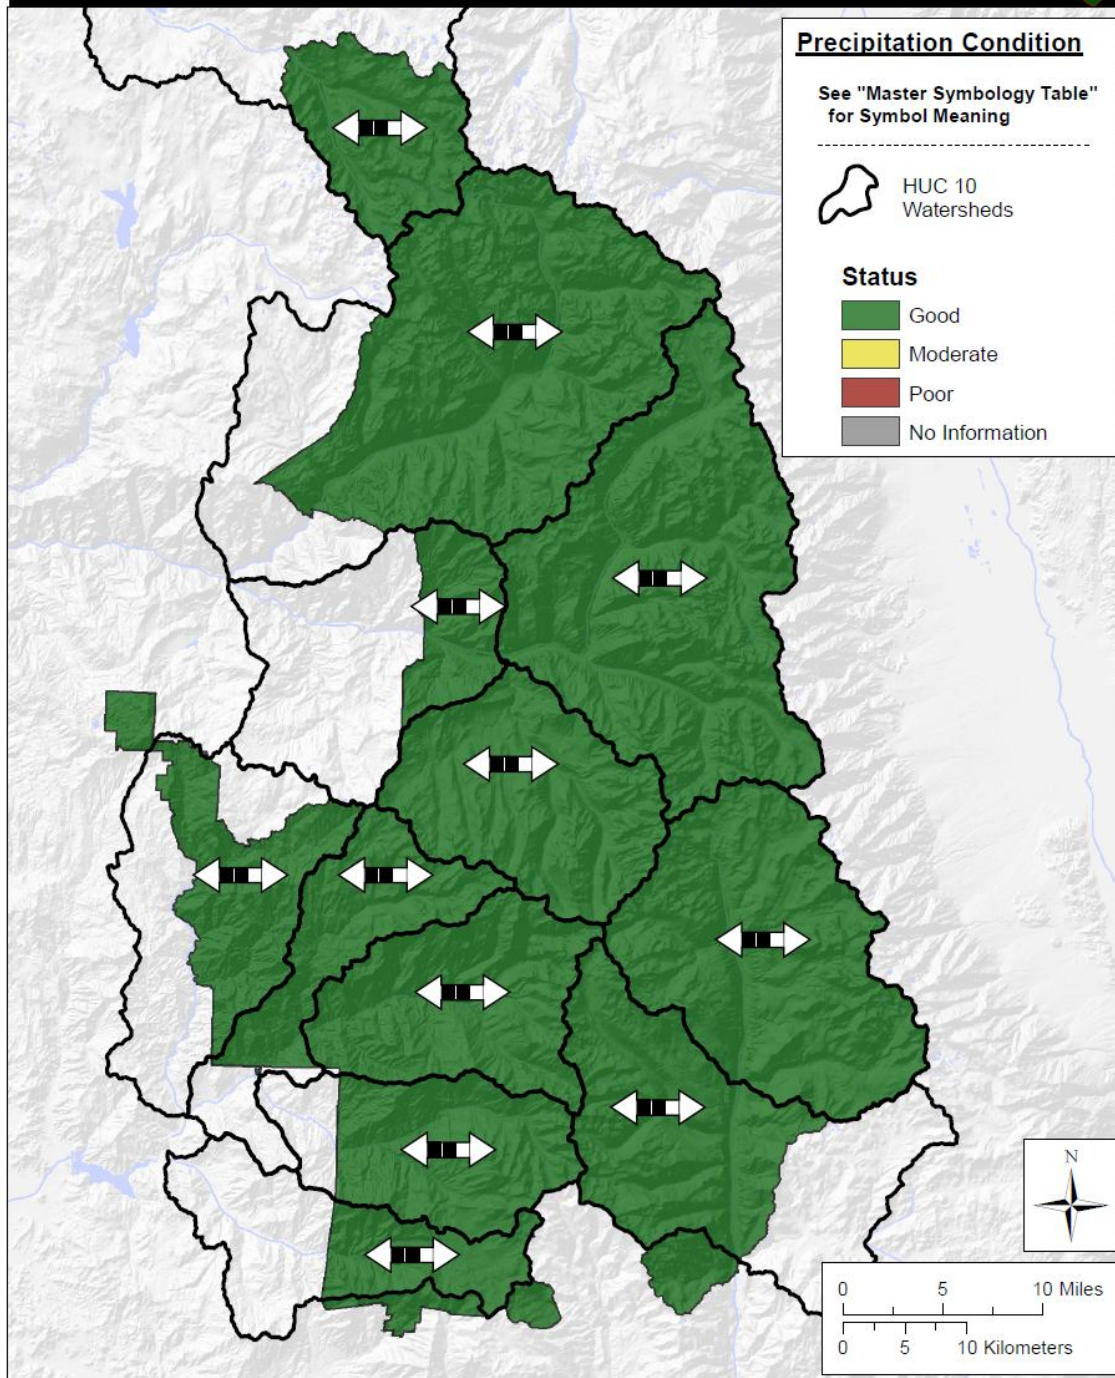 Precipitation Condition
See "Master Symbology Table"
for Symbol Meaning
HUC 10
Watersheds
Status
Good
Moderate
Poor
No Information
N
0 5 10 Miles
0 5 10 Kilometers